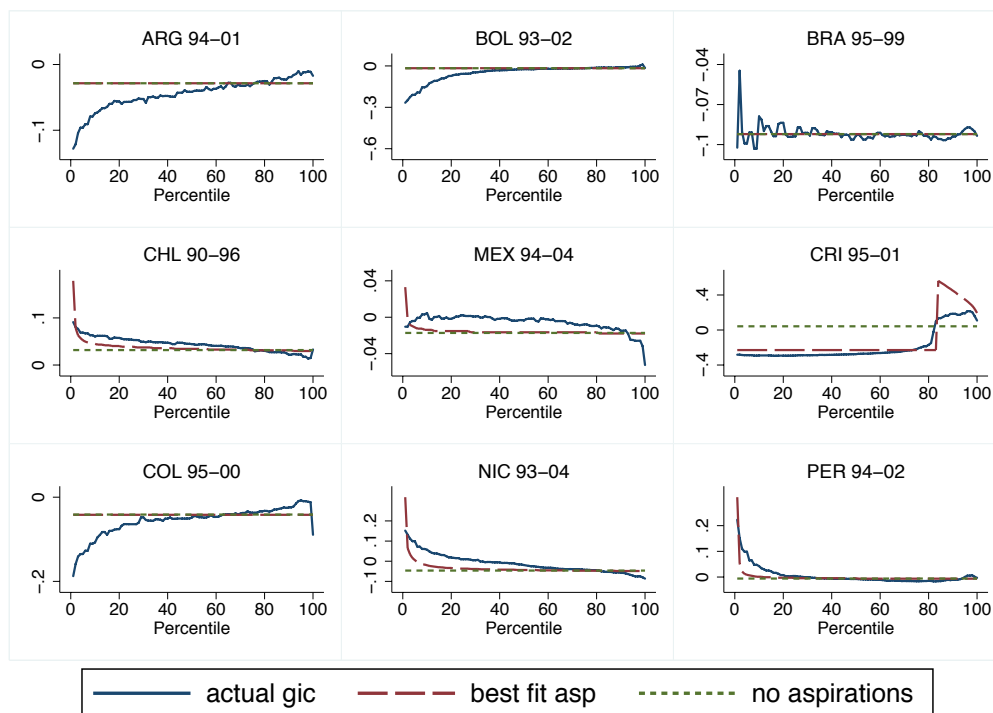 ARG 94−01
0
−.1
0 20 40 60 80 100
Percentile
BOL 93−02
0
−.3
−.6
0 20 40 60 80 100
Percentile
BRA 95−99
−.04
−.07
−.1
0 20 40 60 80 100
Percentile
CHL 90−96
.1
0
0 20 40 60 80 100
Percentile
MEX 94−04
.04
0
−.04
0 20 40 60 80 100
Percentile
CRI 95−01
.4
0
−.4
0 20 40 60 80 100
Percentile
COL 95−00
0
−.2
0 20 40 60 80 100
Percentile
NIC 93−04
.2
.1
0
−.1
0 20 40 60 80 100
Percentile
PER 94−02
.2
.1
0
0 20 40 60 80 100
Percentile
actual gic best fit asp no aspirations